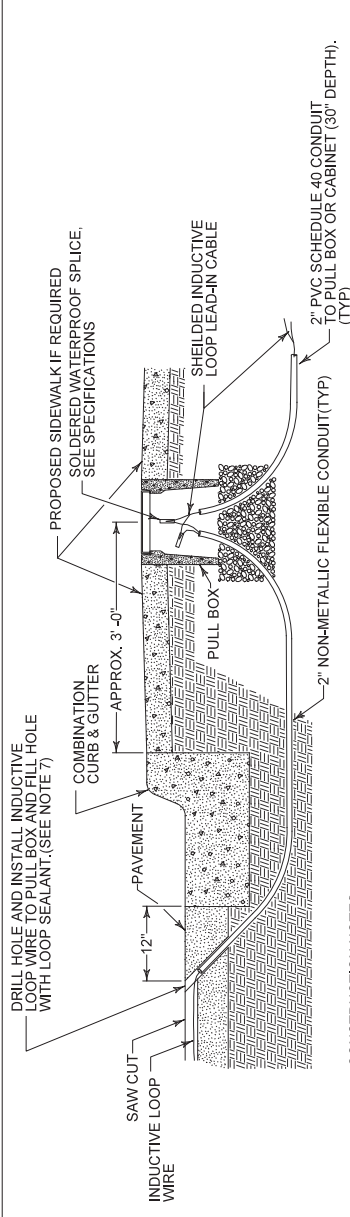 DRILL HOLE AND INSTALL INDUCTIVE
LOOP WIRE TO PULL BOX AND FILL HOLE
WITH LOOP SEALANT.(SEE NOTE 7)
COMBINATION
CURB & GUTTER
PROPOSED SIDEWALK IF REQUIRED
SOLDERED WATERPROOF SPLICE,
SEE SPECIFICATIONS
SHEILDED INDUCTIVE
LOOP LEAD-IN CABLE
APPROX. 3' -0"
PAVEMENT
12"
SAW CUT
INDUCTIVE LOOP
WIRE
PULL BOX
2" NON-METALLIC FLEXIBLE CONDUIT(TYP)
2" PVC SCHEDULE 40 CONDUIT
TO PULL BOX OR CABINET (30" DEPTH).
(TYP)